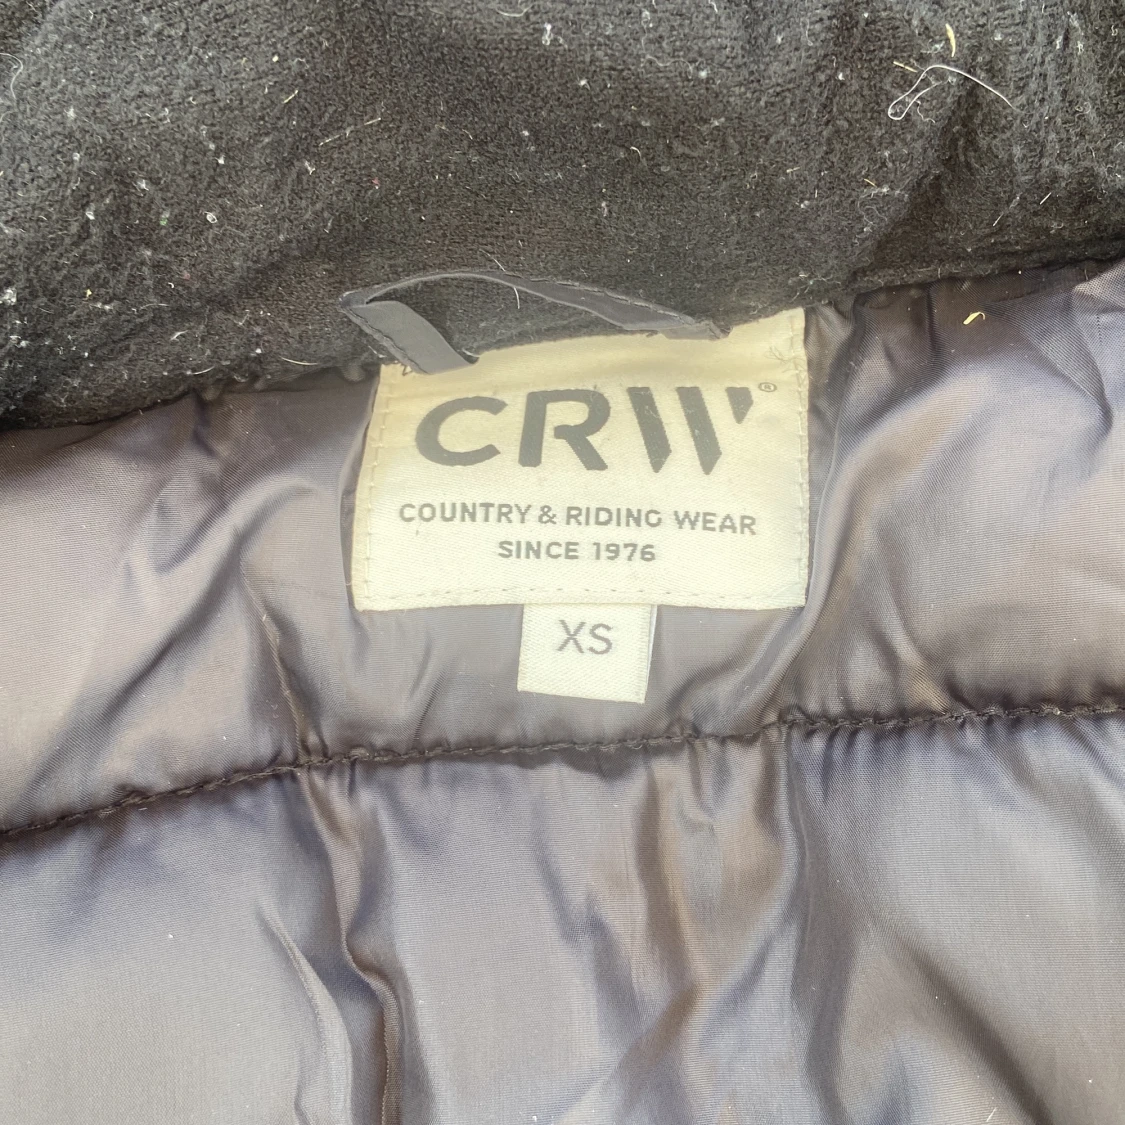 CRW®
COUNTRY & RIDING WEAR
SINCE 1976
XS